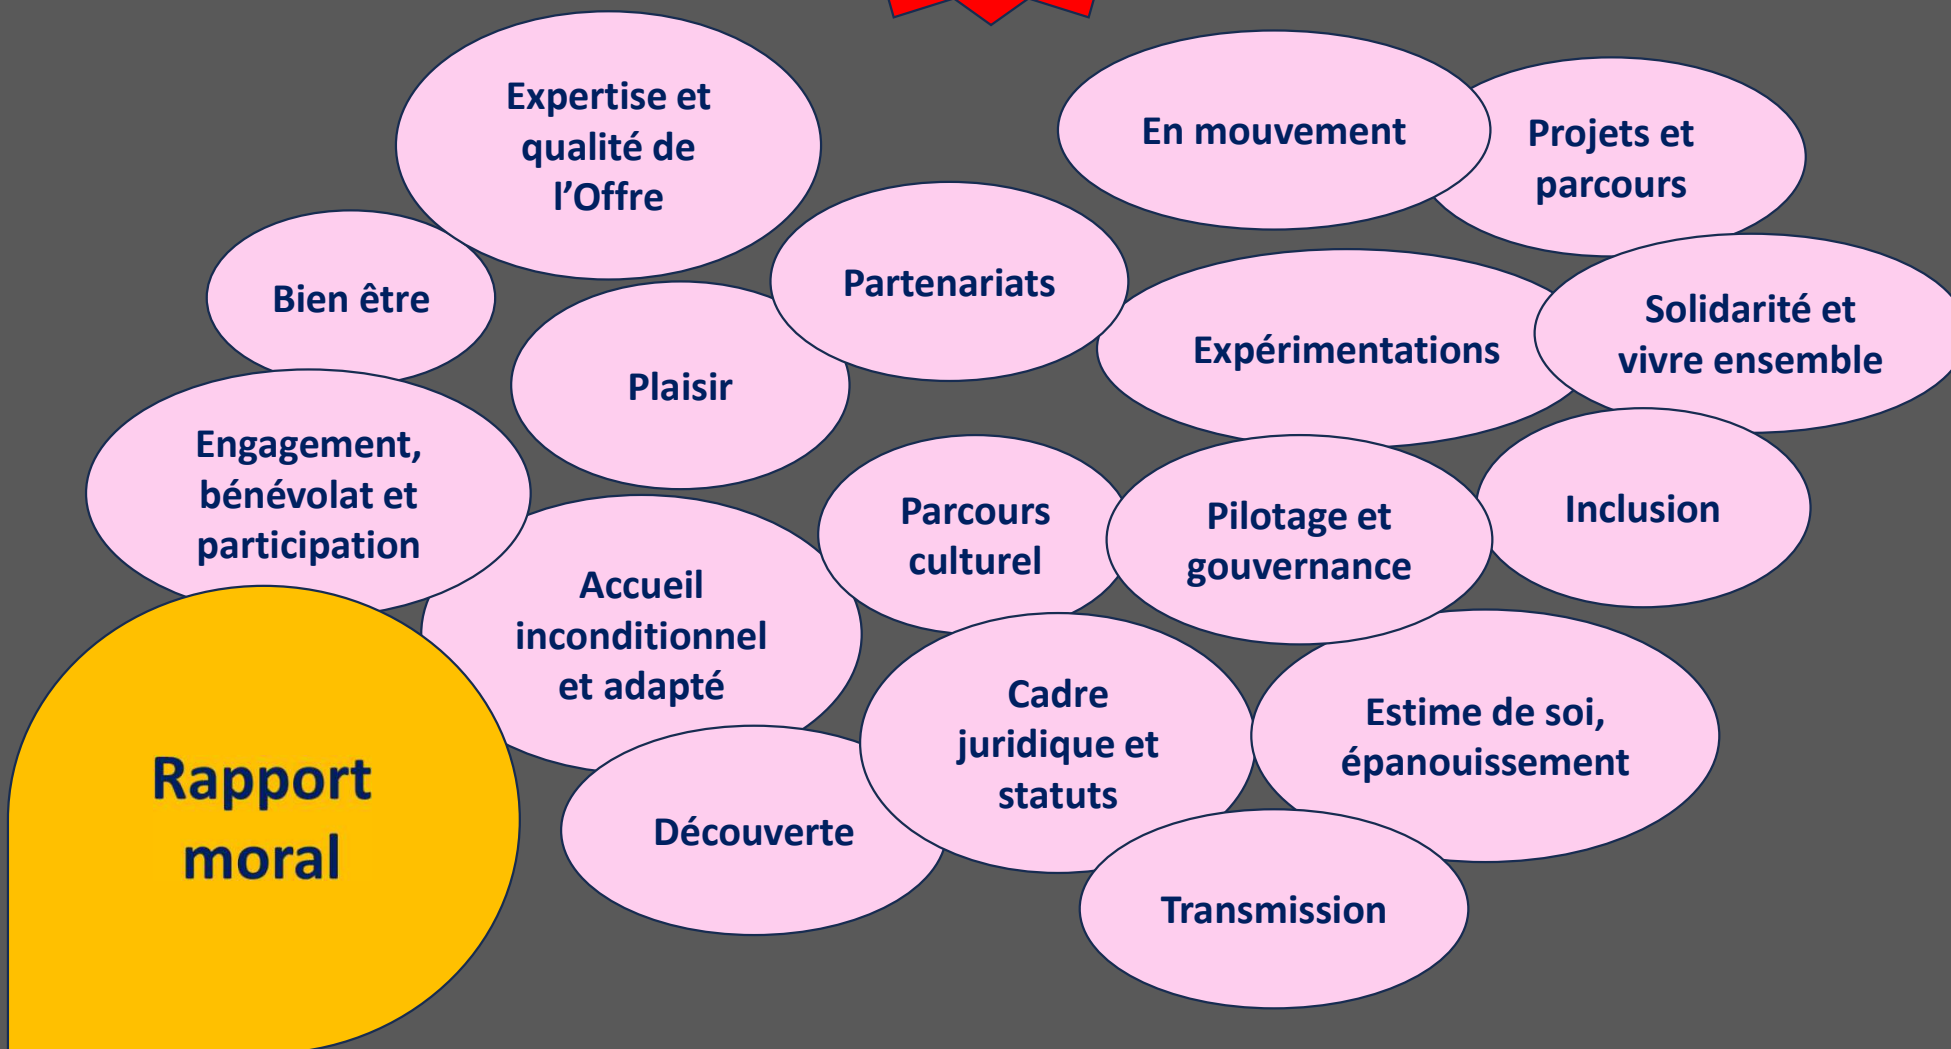 Expertise et
qualité de
l’Offre
En mouvement
Projets et
parcours
Bien être
Partenariats
Solidarité et
vivre ensemble
Plaisir
Expérimentations
Engagement,
bénévolat et
participation
Parcours
culturel
Pilotage et
gouvernance
Inclusion
Accueil
inconditionnel
et adapté
Cadre
juridique et
statuts
Estime de soi,
épanouissement
Rapport
moral
Découverte
Transmission